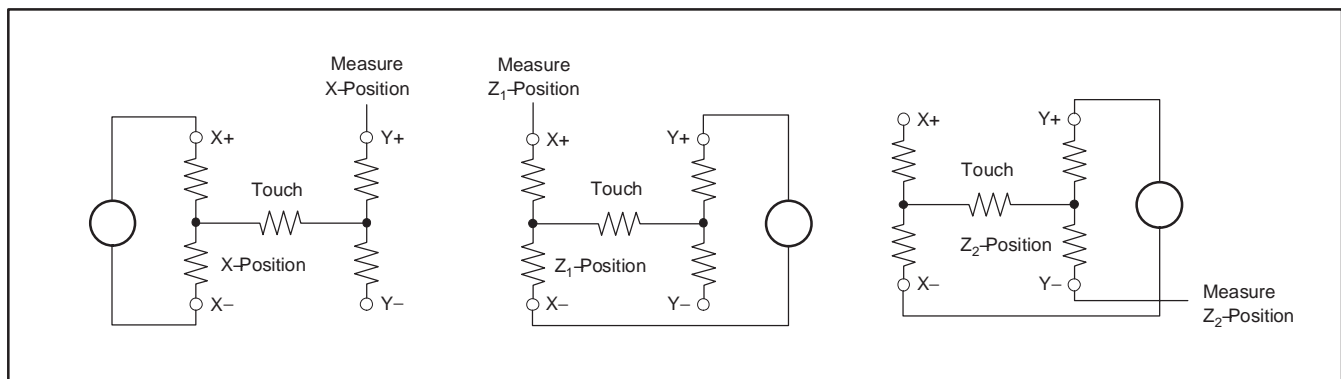 Measure
X-Position
X+
Y+
Touch
X-Position
X−
Y−
Measure
Z1-Position
X+
Y+
Touch
Z1-Position
X−
Y−
X+
Y+
Touch
Z2-Position
X−
Y−
Measure
Z2-Position